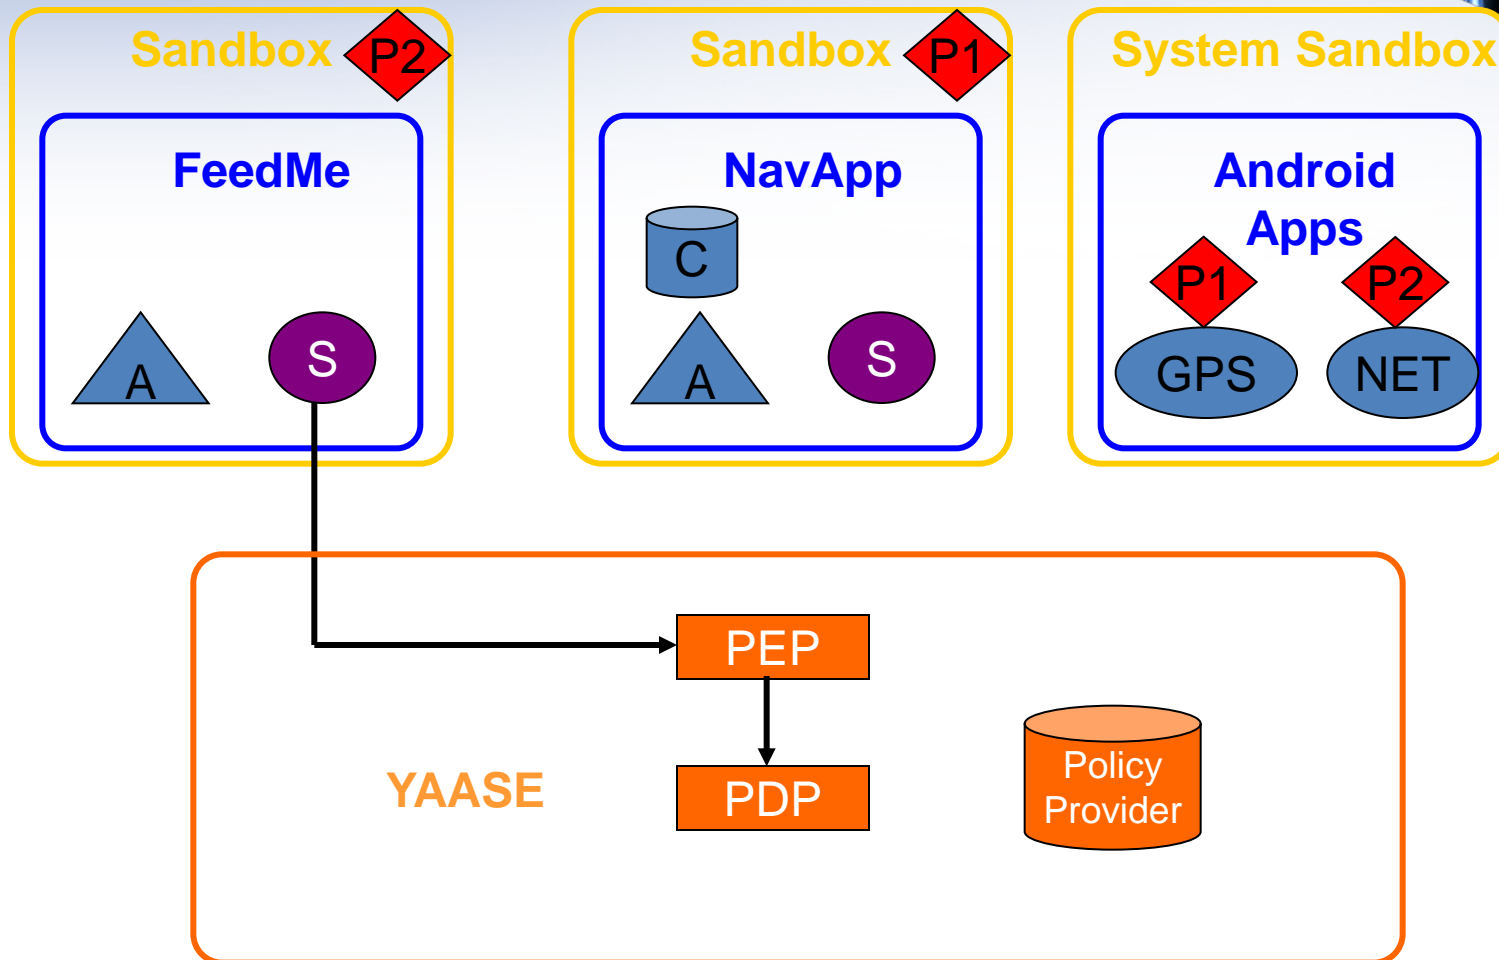 Sandbox P2
FeedMe
A S
Sandbox P1
NavApp
C
A S
System Sandbox
Android
Apps
P1 P2
GPS NET
PEP
YAASE
PDP
Policy
Provider